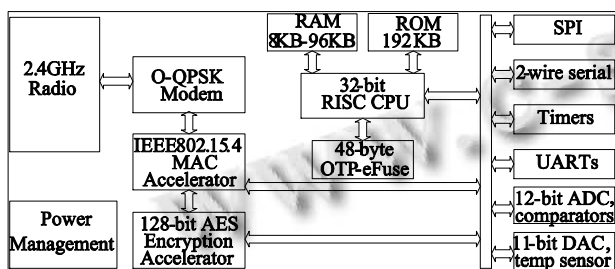 2.4GHz
Radio
O-QPSK
Modem
IEEE802.15.4
MAC
Accelerator
128-bit AES
Encryption
Accelerator
Power
Management
RAM
8KB-96KB
ROM
192KB
32-bit
RISC CPU
48-byte
OTP-eFuse
SPI
2-wire serial
Timers
UARTs
12-bit ADC,
comparators
11-bit DAC,
temp sensor